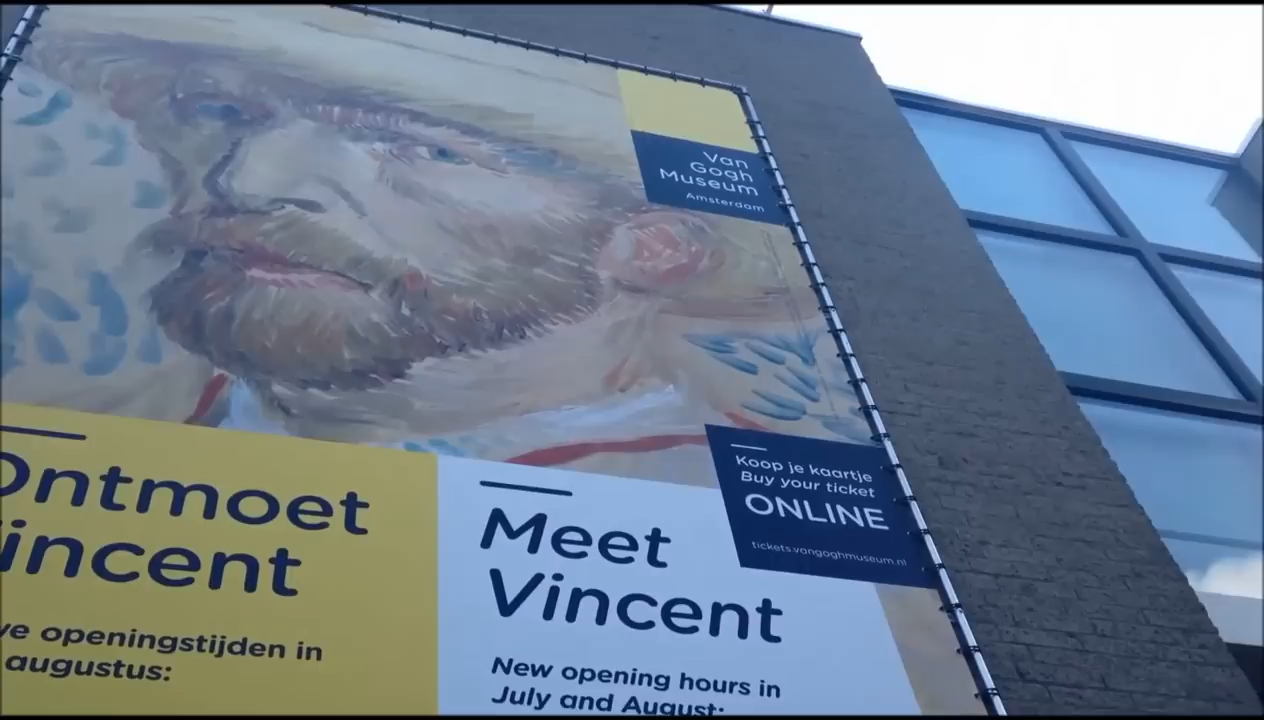 Van
Gogh
Museum
Amsterdam
Koop je kaartje
Buy your ticket
ONLINE
tickets.vangoghmuseum.nl
Ontmoet
Vincent
openingstijden in
augustus:
Meet
Vincent
New opening hours in
July and August: